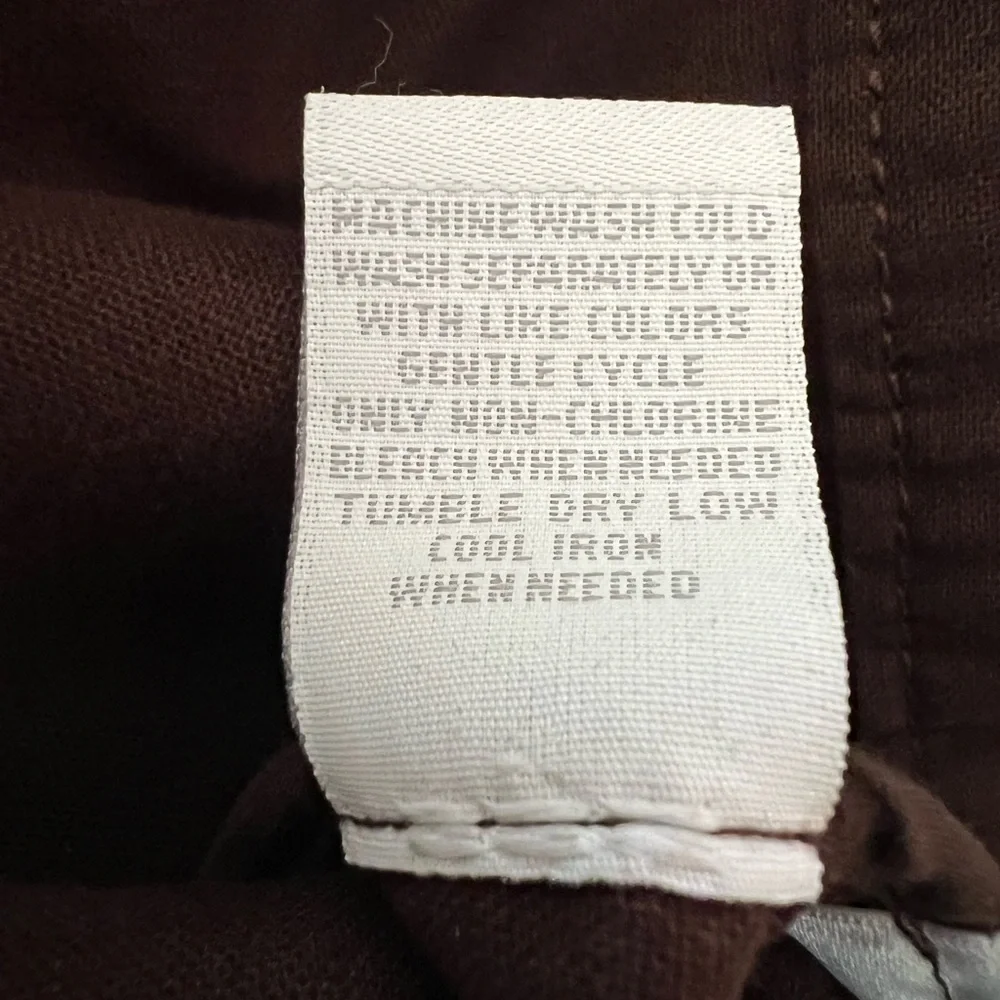 MACHINE WASH COLD
WASH SEPARATELY OR
WITH LIKE COLORS
GENTLE CYCLE
ONLY NON-CHLORINE
BLEACH WHEN NEEDED
TUMBLE DRY LOW
COOL IRON
WHEN NEEDED